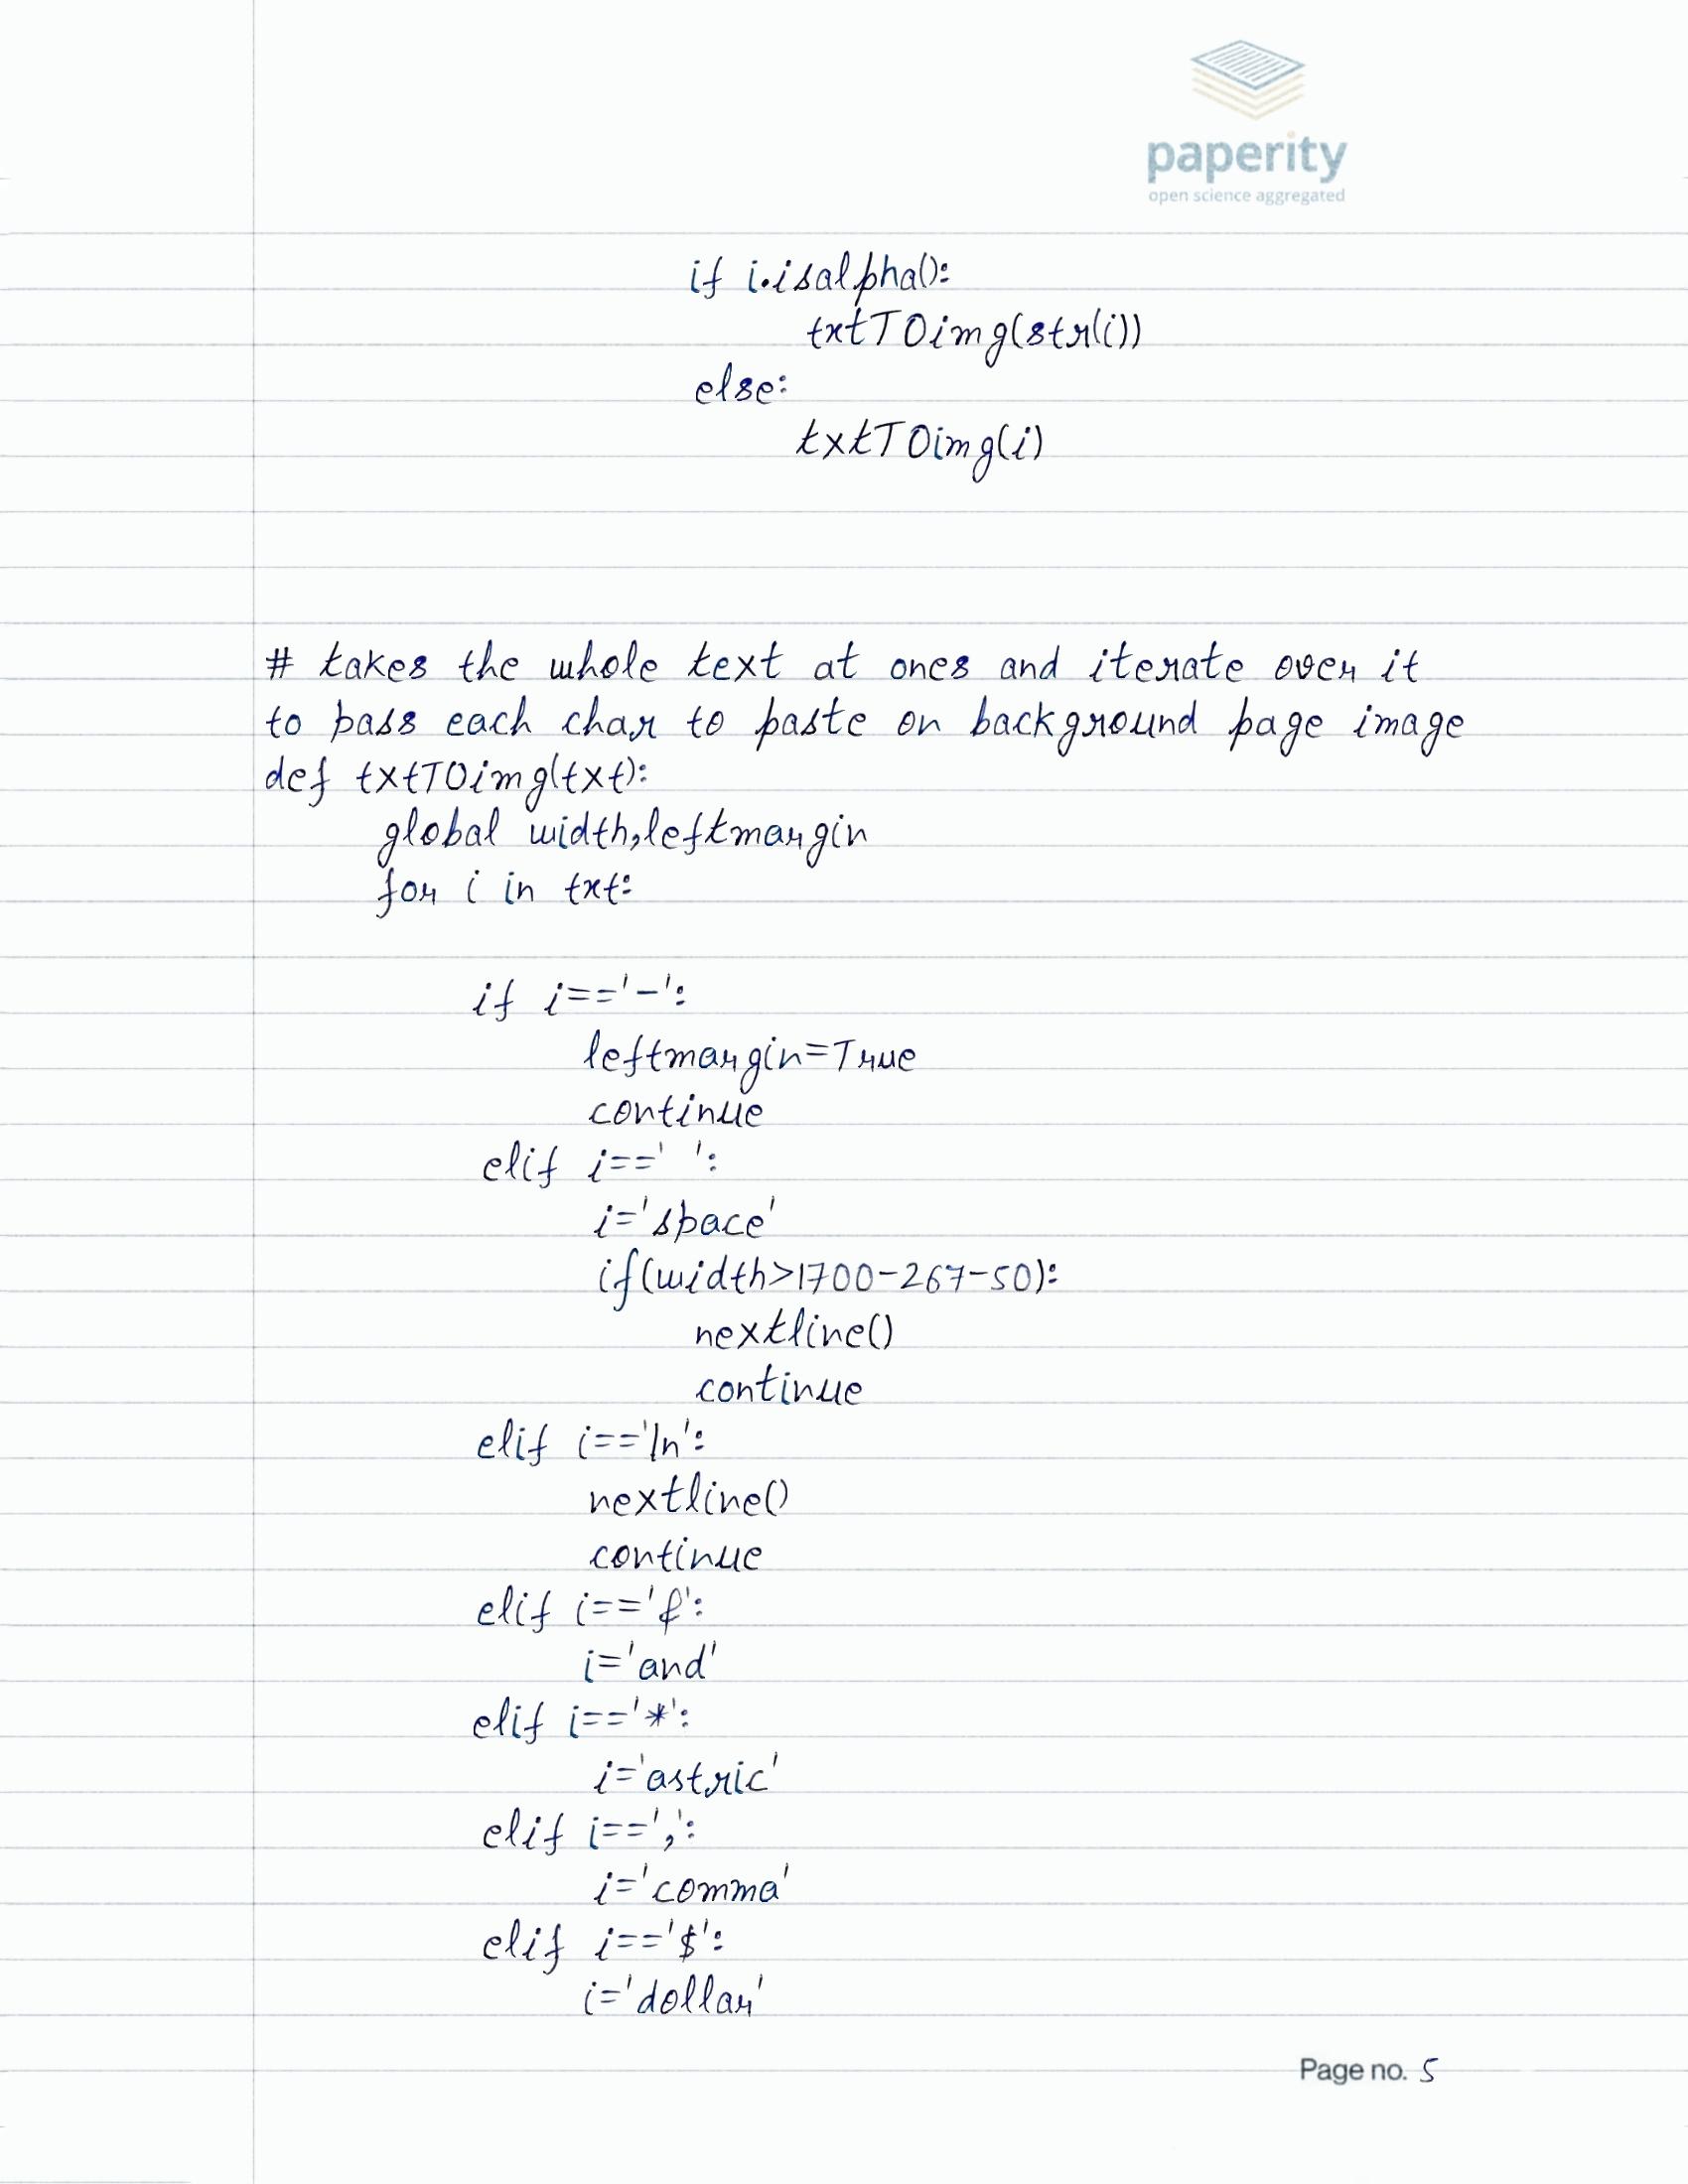 paperity
open science aggregated
if i.isalpha():
txtTOimg(str(i))
else:
txtTOimg(i)
# takes the whole text at ones and iterate over it
to pass each char to paste on background page image
def txtTOimg(txt):
global width,leftmargin
for i in txt:
if i=='-':
leftmargin=True
continue
elif i==' ':
i='space'
if(width>1700-267-50):
nextline()
continue
elif i=='\n':
nextline()
continue
elif i=='&':
i='and'
elif i=='*':
i='astric'
elif i==',':
i='comma'
elif i=='$':
i='dollar'
Page no. 5